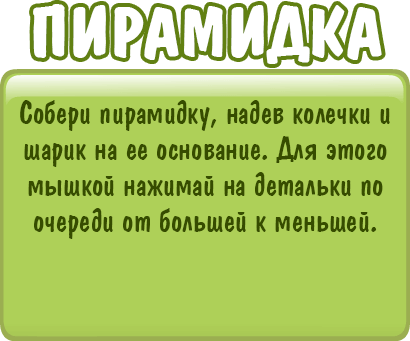 ПИРАМИДКА
Собери пирамидку, надев колечки и
шарик на ее основание. Для этого
мышкой нажимай на детальки по
очереди от большей к меньшей.